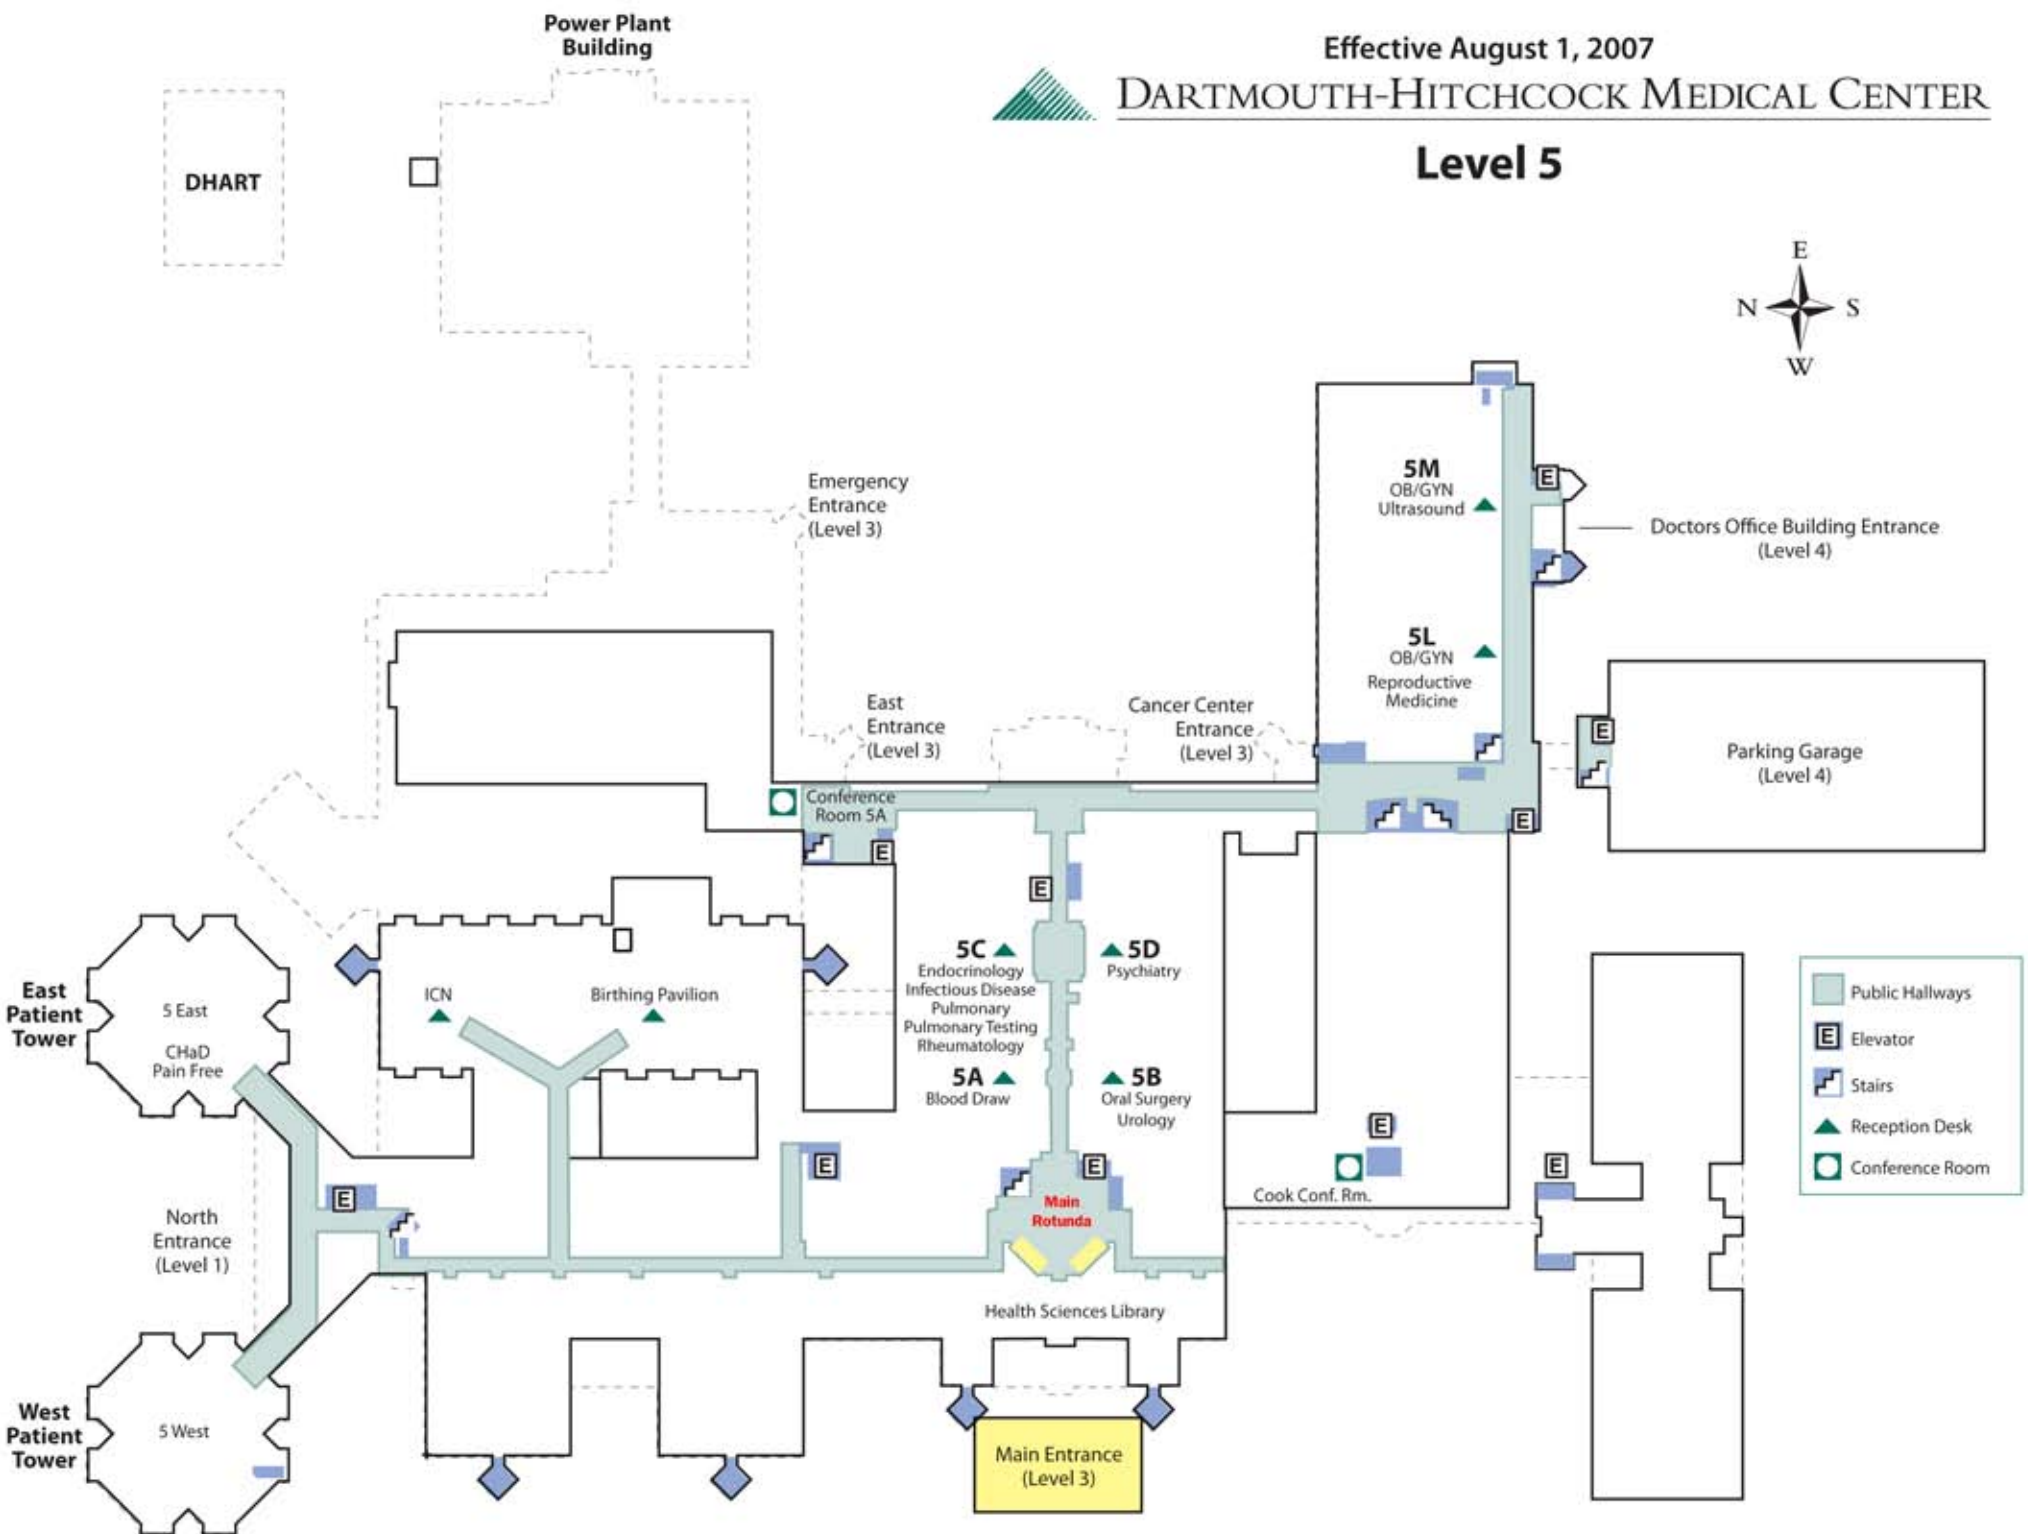 Power Plant
Building
Effective August 1, 2007
DARTMOUTH-HITCHCOCK MEDICAL CENTER
Level 5
DHART
E
N
S
W
Emergency
Entrance
(Level 3)
5M
OB/GYN
Ultrasound
E
Doctors Office Building Entrance
(Level 4)
5L
OB/GYN
Reproductive
Medicine
East
Entrance
(Level 3)
Cancer Center
Entrance
(Level 3)
E
Parking Garage
(Level 4)
Conference
Room 5A
E
E
E
5C
Endocrinology
Infectious Disease
Pulmonary
Pulmonary Testing
Rheumatology
5D
Psychiatry
East
Patient
Tower
5 East
CHaD
Pain Free
ICN
Birthing Pavilion
5A
Blood Draw
5B
Oral Surgery
Urology
Public Hallways
E
Elevator
Stairs
Reception Desk
Conference Room
E
E
E
E
E
Cook Conf. Rm.
Main
Rotunda
North
Entrance
(Level 1)
Health Sciences Library
West
Patient
Tower
5 West
Main Entrance
(Level 3)